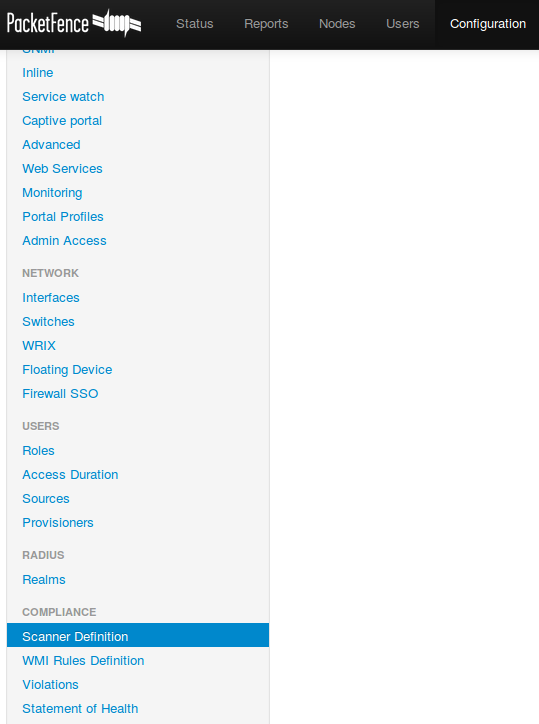 PacketFence
Status Reports Nodes Users Configuration
SNMP
Inline
Service watch
Captive portal
Advanced
Web Services
Monitoring
Portal Profiles
Admin Access
NETWORK
Interfaces
Switches
WRIX
Floating Device
Firewall SSO
USERS
Roles
Access Duration
Sources
Provisioners
RADIUS
Realms
COMPLIANCE
Scanner Definition
WMI Rules Definition
Violations
Statement of Health